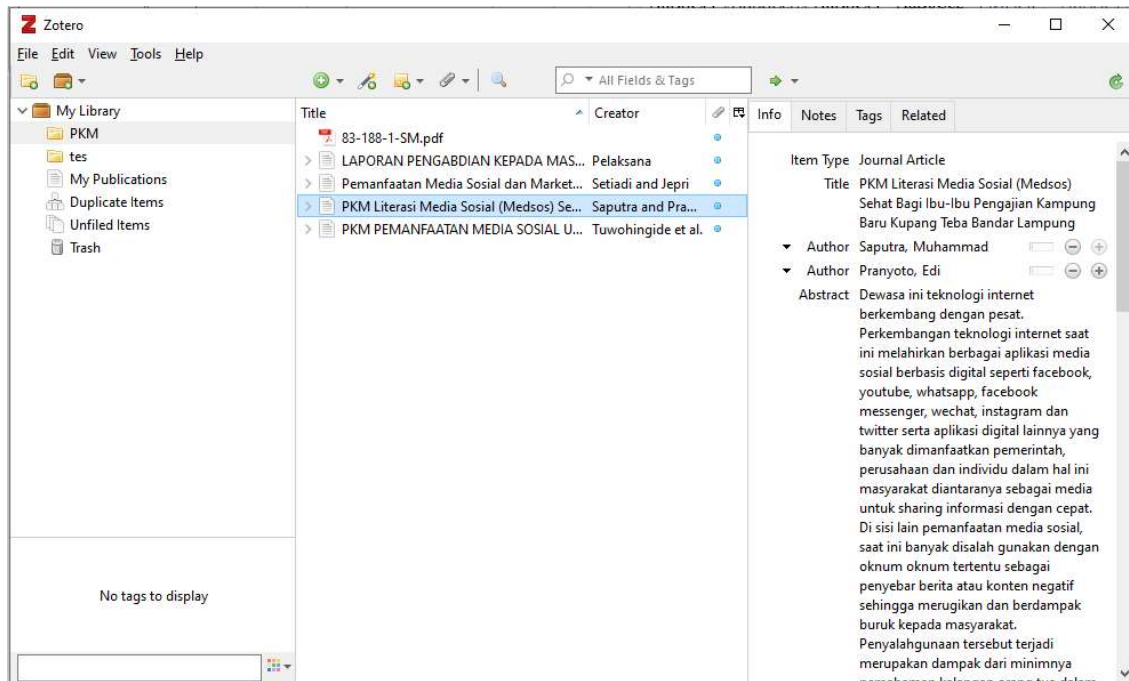 Zotero
File Edit View Tools Help
All Fields & Tags
My Library
PKM
tes
My Publications
Duplicate Items
Unfiled Items
Trash
No tags to display
Title Creator
83-188-1-SM.pdf
LAPORAN PENGABDIAN KEPADA MAS... Pelaksana
Pemanfaatan Media Sosial dan Market... Setiadi and Jepri
PKM Literasi Media Sosial (Medsos) Se... Saputra and Pra...
PKM PEMANFAATAN MEDIA SOSIAL U... Tuwohingide et al.
Info Notes Tags Related
Item Type Journal Article
Title PKM Literasi Media Sosial (Medsos)
Sehat Bagi Ibu-Ibu Pengajian Kampung
Baru Kupang Teba Bandar Lampung
Author Saputra, Muhammad
Author Pranyoto, Edi
Abstract Dewasa ini teknologi internet
berkembang dengan pesat.
Perkembangan teknologi internet saat
ini melahirkan berbagai aplikasi media
sosial berbasis digital seperti facebook,
youtube, whatsapp, facebook
messenger, wechat, instagram dan
twitter serta aplikasi digital lainnya yang
banyak dimanfaatkan pemerintah,
perusahaan dan individu dalam hal ini
masyarakat diantaranya sebagai media
untuk sharing informasi dengan cepat.
Di sisi lain pemanfaatan media sosial,
saat ini banyak disalah gunakan dengan
oknum oknum tertentu sebagai
penyebar berita atau konten negatif
sehingga merugikan dan berdampak
buruk kepada masyarakat.
Penyalahgunaan tersebut terjadi
merupakan dampak dari minimnya